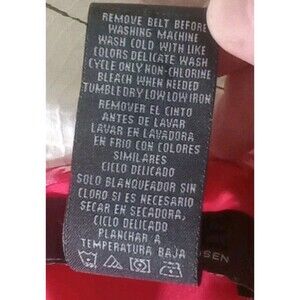 REMOVE BELT BEFORE
WASHING MACHINE
WASH COLD WITH LIKE
COLORS DELICATE WASH
CYCLE ONLY NON-CHLORINE
BLEACH WHEN NEEDED
TUMBLE DRY LOW LOW IRON
REMOVER EL CINTO
ANTES DE LAVAR
LAVAR EN LAVADORA
EN FRIO CON COLORES
SIMILARES
CICLO DELICADO
SOLO BLANQUEADOR SIN
CLORO SI ES NECESARIO
SECAR EN SECADORA,
CICLO DELICADO
PLANCHAR A
TEMPERATURA BAJA